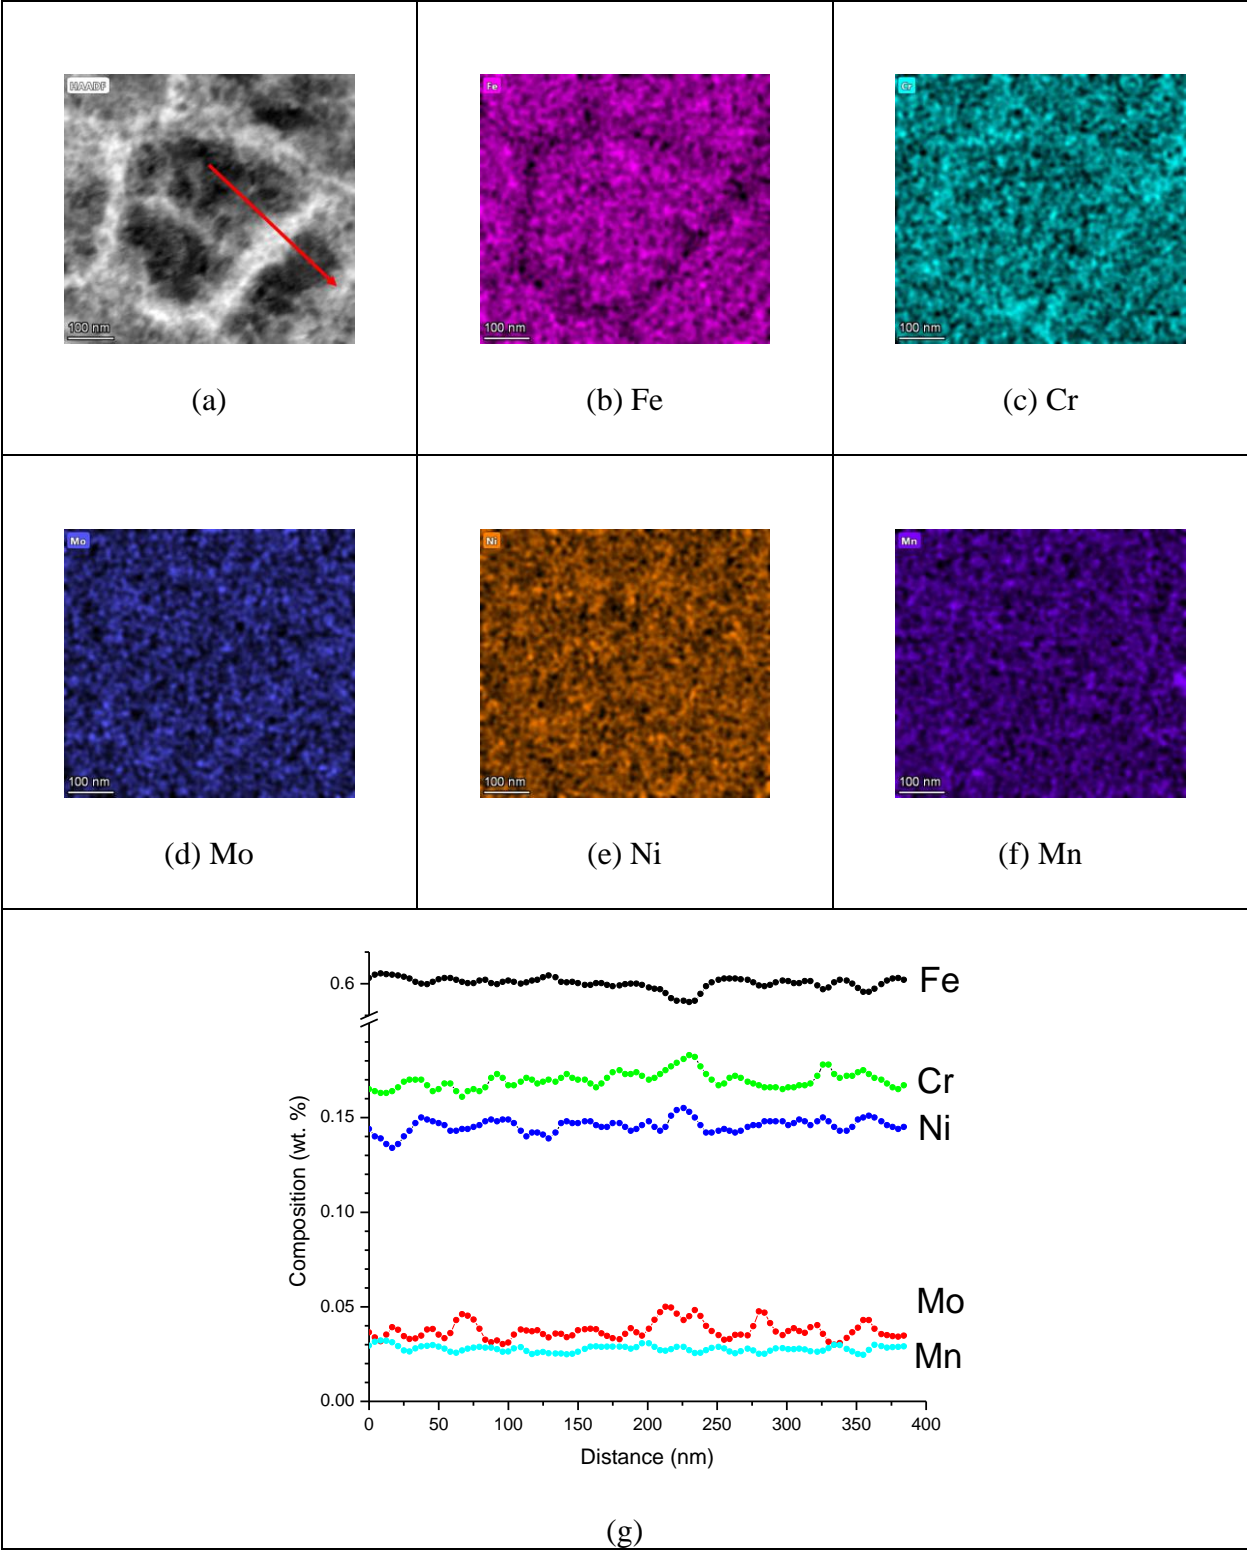 HAADF
Fe
Cr
100 nm
100 nm
100 nm
(a)
(b) Fe
(c) Cr
Mo
Ni
Mn
100 nm
100 nm
100 nm
(d) Mo
(e) Ni
(f) Mn
Composition (wt. %)
0.6
0.15
0.10
0.05
0.00
Fe
Cr
Ni
Mo
Mn
0 50 100 150 200 250 300 350 400
Distance (nm)
(g)